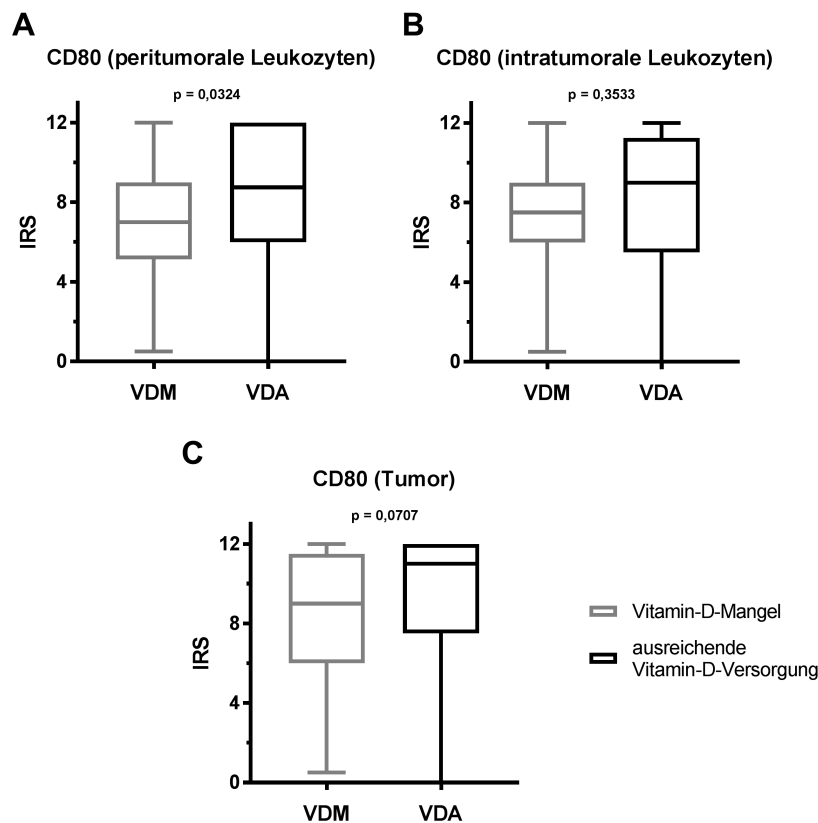 A
CD80 (peritumorale Leukozyten)
p = 0,0324
12
8
4
0
IRS
VDM
VDA
B
CD80 (intratumorale Leukozyten)
p = 0,3533
12
8
4
0
IRS
VDM
VDA
C
CD80 (Tumor)
p = 0,0707
12
8
4
0
IRS
VDM
VDA
Vitamin-D-Mangel
ausreichende
Vitamin-D-Versorgung